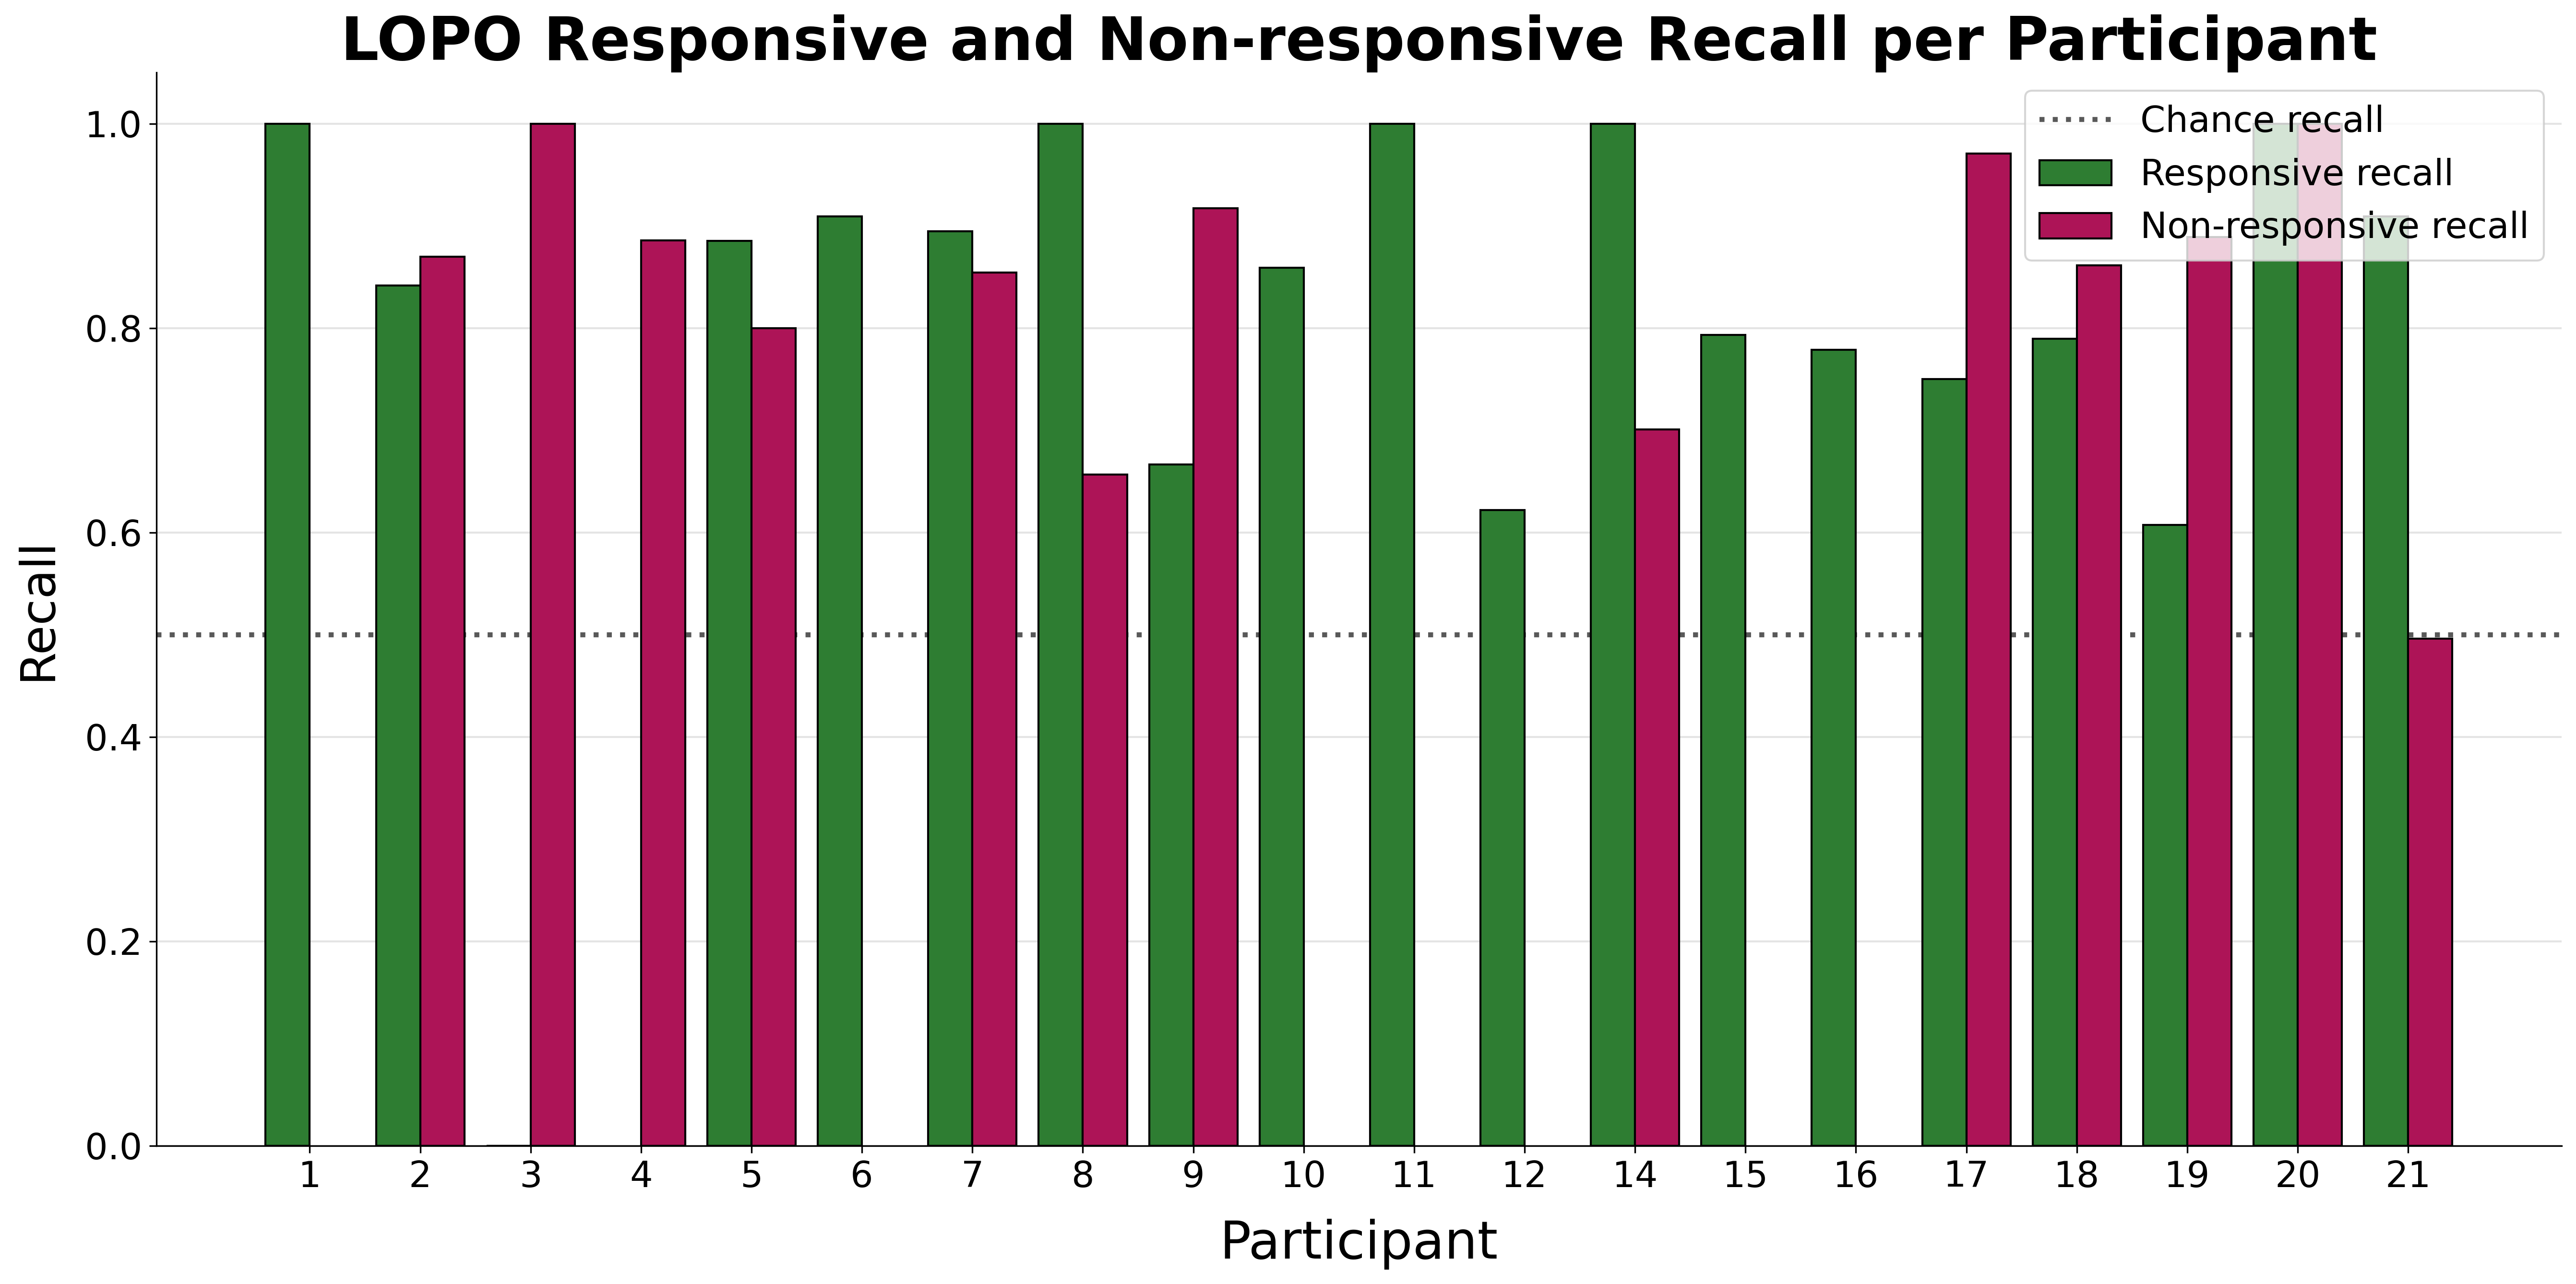 LOPO Responsive and Non-responsive Recall per Participant
Chance recall
Responsive recall
Non-responsive recall
1.0
0.8
0.6
0.4
0.2
0.0
Recall
1 2 3 4 5 6 7 8 9 10 11 12 14 15 16 17 18 19 20 21
Participant